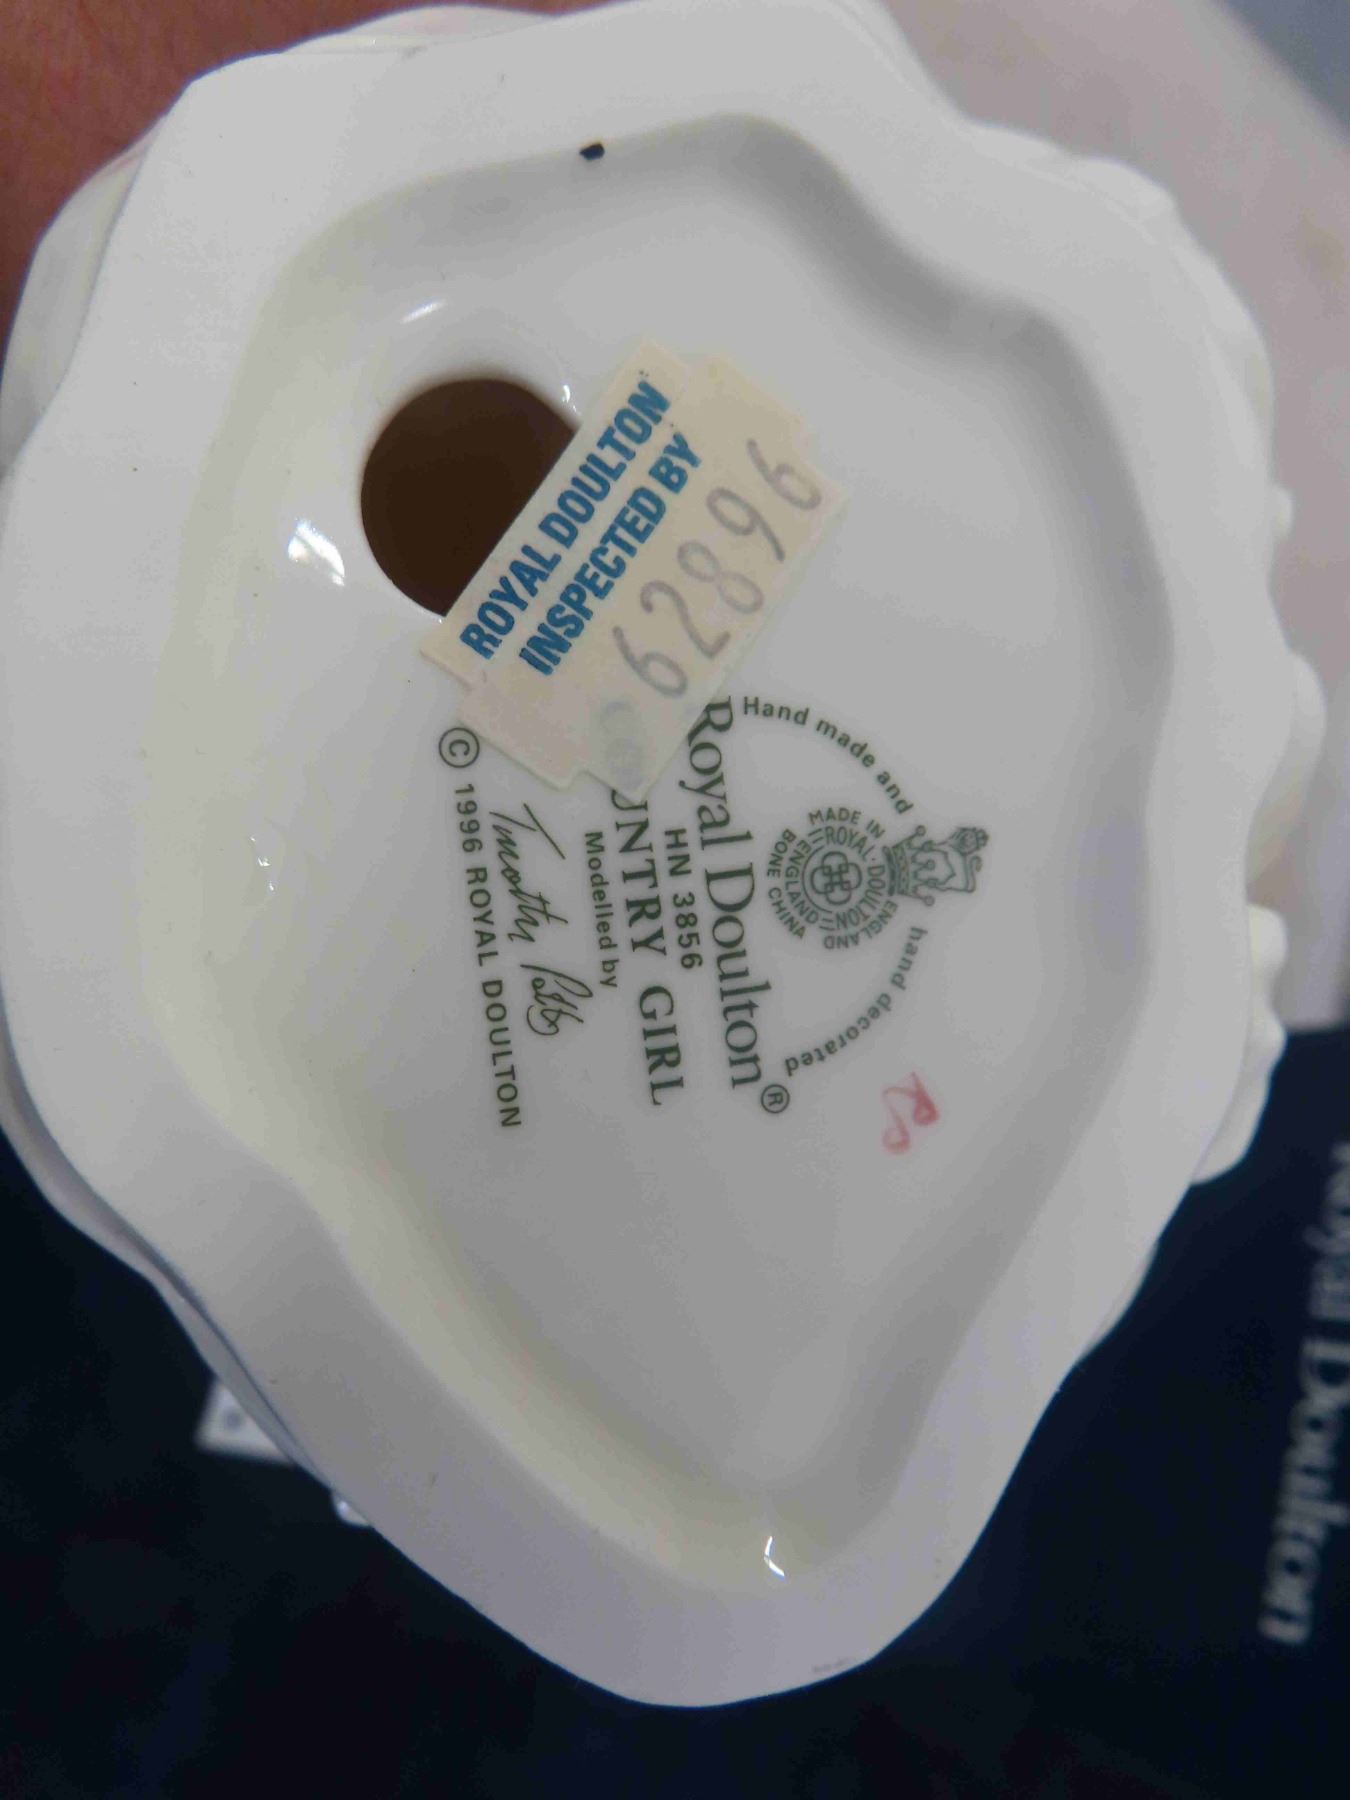 ROYAL DOULTON
INSPECTED BY
62896
Hand made and
hand decorated
MADE IN
ENGLAND
BONE CHINA
ROYAL·DOULTON
ENGLAND
Royal Doulton®
HN 3856
UNTRY GIRL
Modelled by
© 1996 ROYAL DOULTON
Royal Doulton